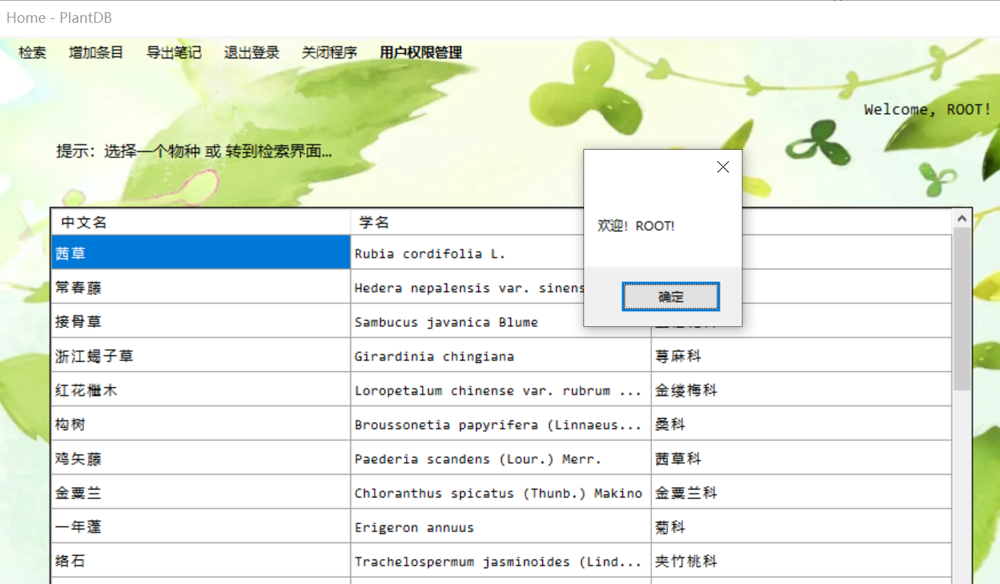 Home - PlantDB
检索 增加条目 导出笔记 退出登录 关闭程序 用户权限管理
Welcome, ROOT!
提示：选择一个物种 或 转到检索界面...
欢迎！ROOT!
确定
中文名 学名
茜草 Rubia cordifolia L.
常春藤 Hedera nepalensis var. sinens
接骨草 Sambucus javanica Blume
浙江蝎子草 Girardinia chingiana 荨麻科
红花檵木 Loropetalum chinense var. rubrum ... 金缕梅科
构树 Broussonetia papyrifera (Linnaeus... 桑科
鸡矢藤 Paederia scandens (Lour.) Merr. 茜草科
金粟兰 Chloranthus spicatus (Thunb.) Makino 金粟兰科
一年蓬 Erigeron annuus 菊科
络石 Trachelospermum jasminoides (Lind... 夹竹桃科